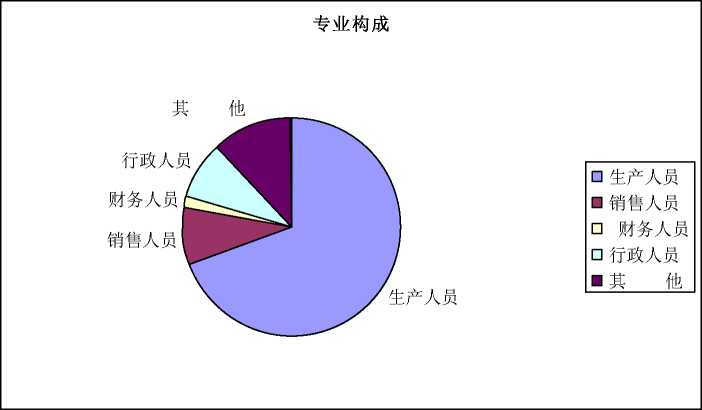 专业构成
其 他
行政人员
财务人员
销售人员
生产人员
生产人员
销售人员
财务人员
行政人员
其 他